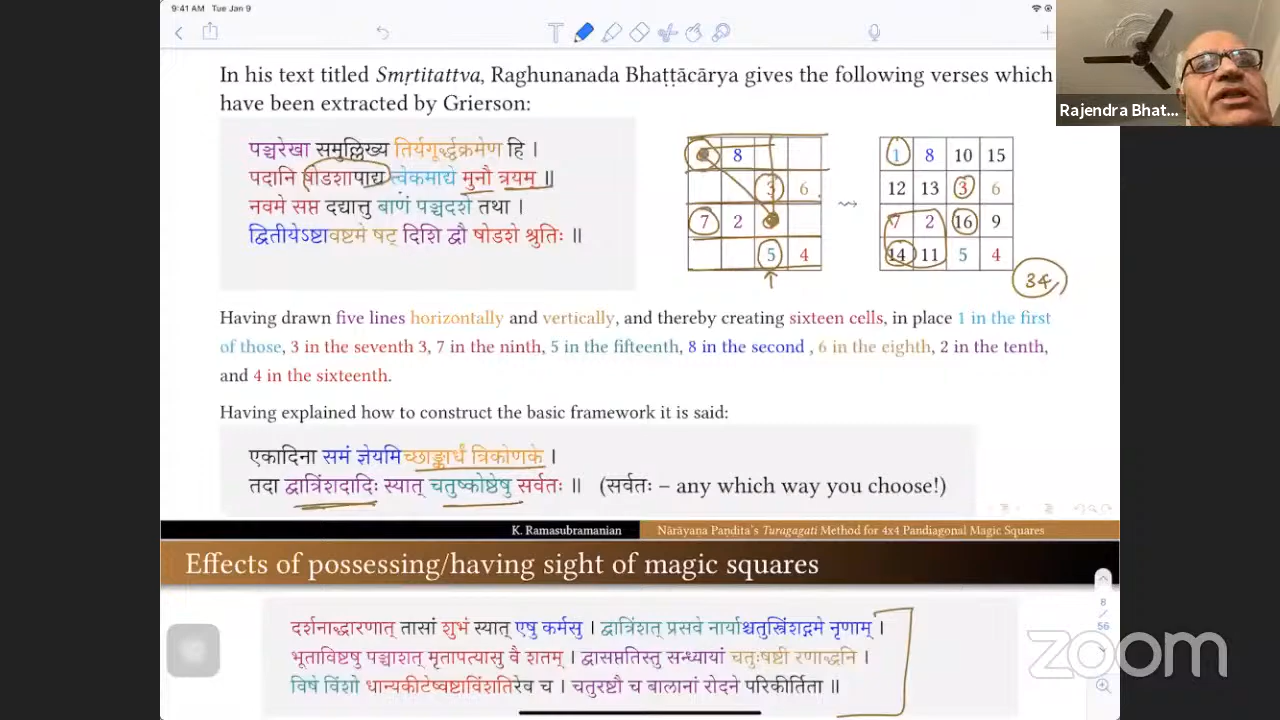 9:41 AM Tue Jan 9
In his text titled Smṛtitattva, Raghunanada Bhaṭṭācārya gives the following verses which
have been extracted by Grierson:
पञ्चरेखा समुल्लिख्य तिर्यगूर्द्ध्वक्रमेण हि ।
पदानि षोडशापाद्य त्वेकमाद्ये मुनौ त्रयम् ॥
नवमे सप्त दद्यात्तु बाणं पञ्चदशे तथा ।
द्वितीयेऽष्टावष्टमे षट् दिशि द्वौ षोडशे श्रुतिः ॥
8
3 6
7 2
5 4
⇝
1 8 10 15
12 13 3 6
7 2 16 9
14 11 5 4
34
Having drawn five lines horizontally and vertically, and thereby creating sixteen cells, in place 1 in the first
of those, 3 in the seventh 3, 7 in the ninth, 5 in the fifteenth, 8 in the second , 6 in the eighth, 2 in the tenth,
and 4 in the sixteenth.
Having explained how to construct the basic framework it is said:
एकादिना समं ज्ञेयमिच्छाङ्कार्धं त्रिकोणके ।
तदा द्वात्रिंशदादिः स्यात् चतुष्कोष्ठेषु सर्वतः ॥ (सर्वतः – any which way you choose!)
K. Ramasubramanian Nārāyaṇa Paṇḍita's Turagagati Method for 4x4 Pandiagonal Magic Squares
Effects of possessing/having sight of magic squares
दर्शनाद्धारणात् तासां शुभं स्यात् एषु कर्मसु । द्वात्रिंशत् प्रसवे नार्याश्चतुस्त्रिंशद्गमे नृणाम् ।
भूताविष्टषु पञ्चाशत् मृतापत्यासु वै शतम् । द्वासप्ततिस्तु सन्ध्यायां चतुःषष्टी रणाद्धनि ।
विषे विंशो धान्यकीटेष्वष्टाविंशतिरेव च । चतुरष्टौ च बालानां रोदने परिकीर्तिता ॥
Rajendra Bhat...
8
/
56
zoom